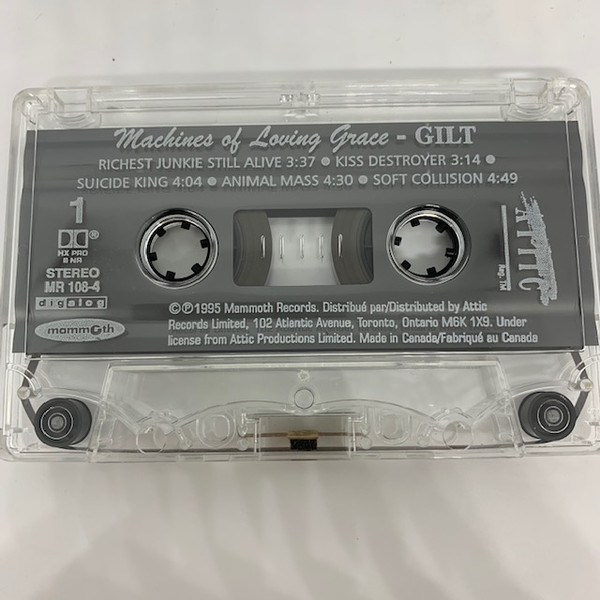 Machines of Loving Grace - GILT
RICHEST JUNKIE STILL ALIVE 3:37 • KISS DESTROYER 3:14 •
SUICIDE KING 4:04 • ANIMAL MASS 4:30 • SOFT COLLISION 4:49
1
HX PRO
B NR
STEREO
MR 108-4
digalog
mammoth
ATTIC
Reg. TM
©℗1995 Mammoth Records. Distribué par/Distributed by Attic
Records Limited, 102 Atlantic Avenue, Toronto, Ontario M6K 1X9. Under
license from Attic Productions Limited. Made in Canada/Fabriqué au Canada